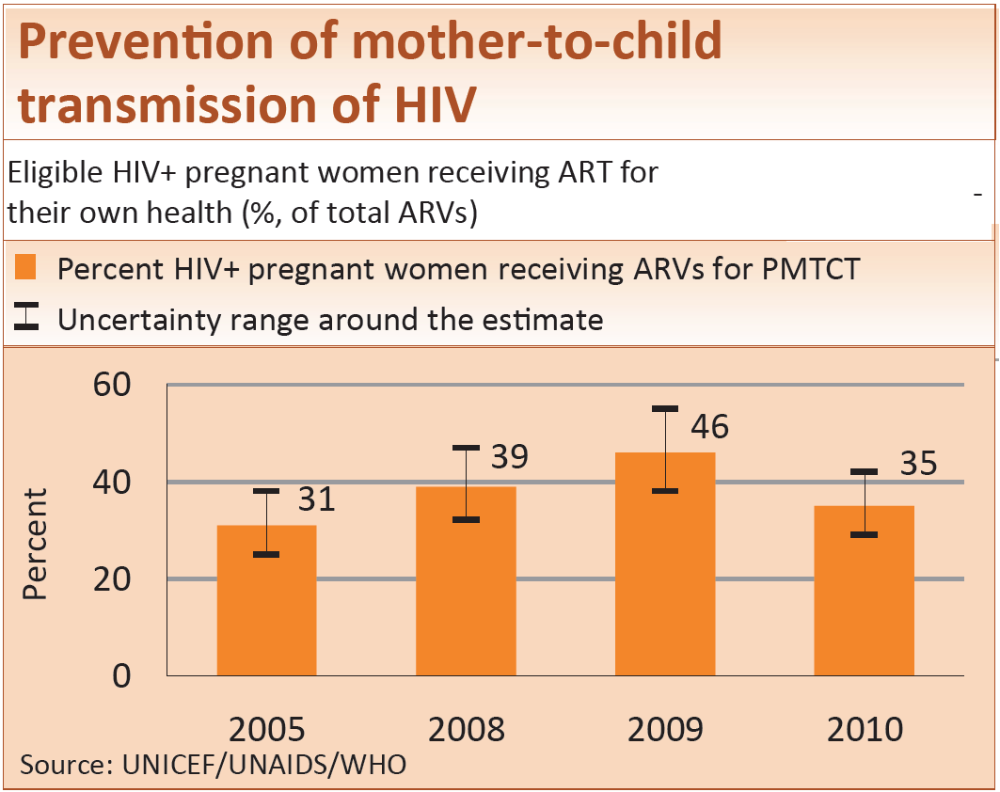 Prevention of mother-to-child
transmission of HIV
Eligible HIV+ pregnant women receiving ART for
their own health (%, of total ARVs)
-
Percent HIV+ pregnant women receiving ARVs for PMTCT
Uncertainty range around the estimate
Percent
60
40
20
0
31
39
46
35
2005 2008 2009 2010
Source: UNICEF/UNAIDS/WHO